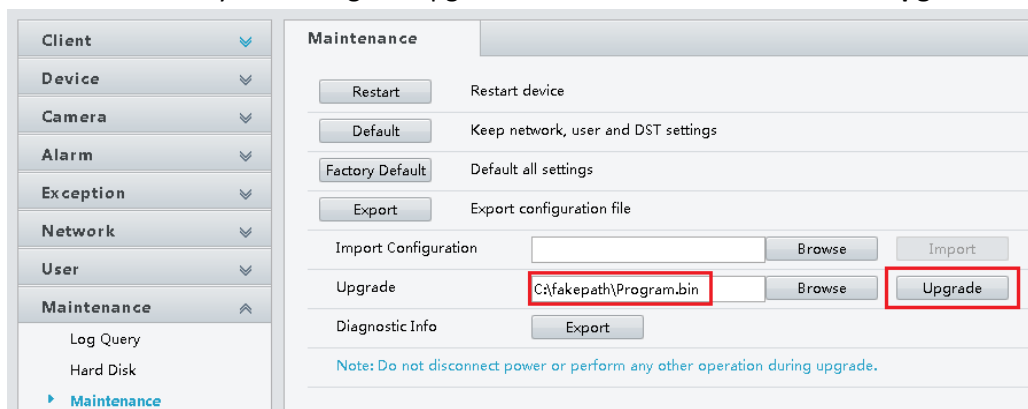 Client
Device
Camera
Alarm
Exception
Network
User
Maintenance
Log Query
Hard Disk
Maintenance
Maintenance
Restart Restart device
Default Keep network, user and DST settings
Factory Default Default all settings
Export Export configuration file
Import Configuration Browse Import
Upgrade C:\fakepath\Program.bin Browse Upgrade
Diagnostic Info Export
Note: Do not disconnect power or perform any other operation during upgrade.